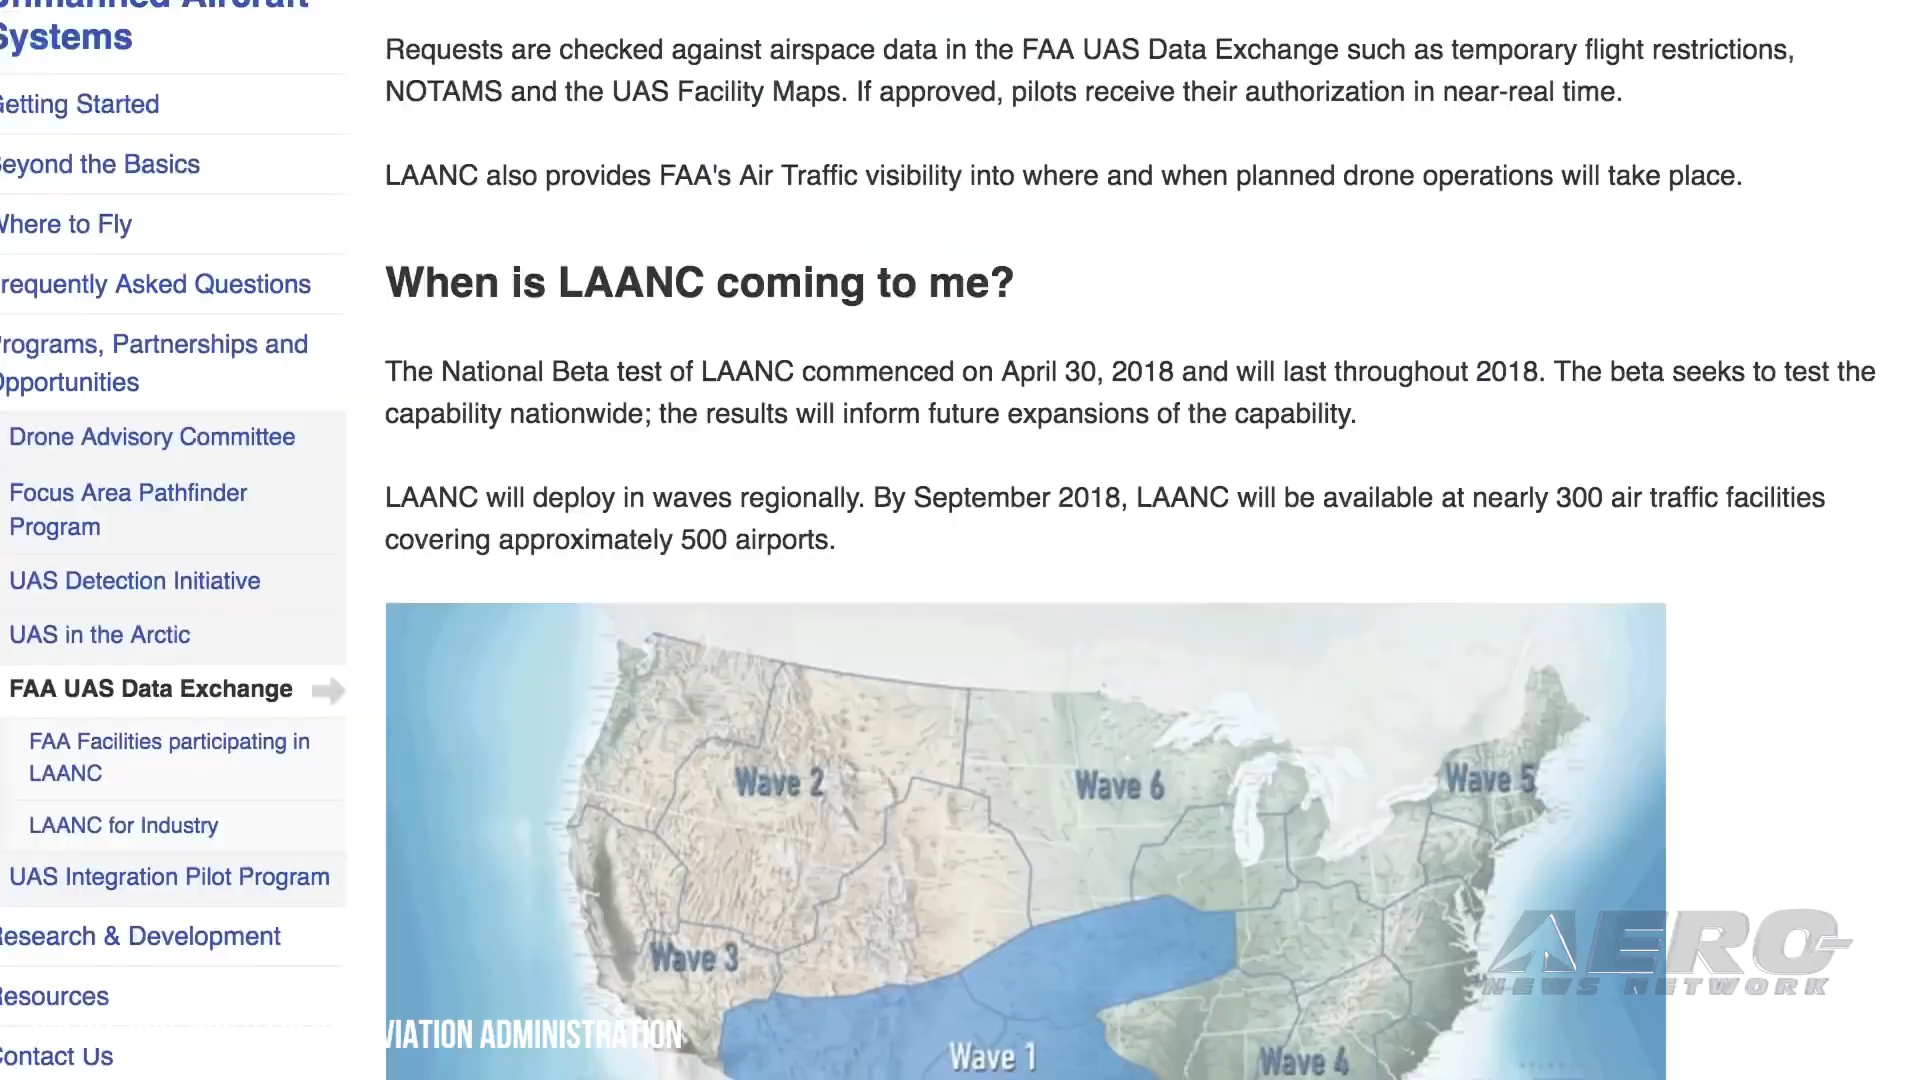 Systems
Getting Started
Beyond the Basics
Where to Fly
Frequently Asked Questions
Programs, Partnerships and
Opportunities
Drone Advisory Committee
Focus Area Pathfinder
Program
UAS Detection Initiative
UAS in the Arctic
FAA UAS Data Exchange
FAA Facilities participating in
LAANC
LAANC for Industry
UAS Integration Pilot Program
Research & Development
Resources
Contact Us
Requests are checked against airspace data in the FAA UAS Data Exchange such as temporary flight restrictions,
NOTAMS and the UAS Facility Maps. If approved, pilots receive their authorization in near-real time.
LAANC also provides FAA's Air Traffic visibility into where and when planned drone operations will take place.
When is LAANC coming to me?
The National Beta test of LAANC commenced on April 30, 2018 and will last throughout 2018. The beta seeks to test the
capability nationwide; the results will inform future expansions of the capability.
LAANC will deploy in waves regionally. By September 2018, LAANC will be available at nearly 300 air traffic facilities
covering approximately 500 airports.
Wave 2
Wave 6
Wave 5
Wave 3
Wave 1
Wave 4
VIATION ADMINISTRATION
AERO-
NEWS NETWORK